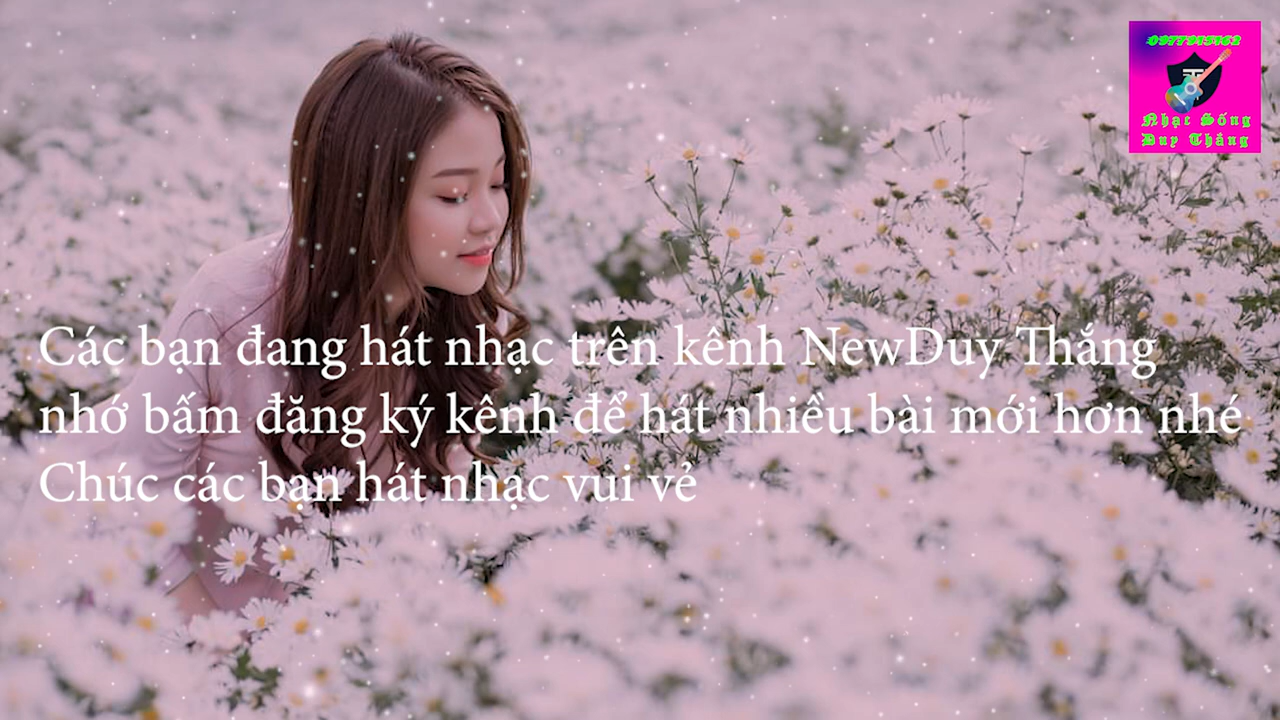 0977943162
Nhạc Sống
Duy Thắng
Các bạn đang hát nhạc trên kênh NewDuy Thắng
nhớ bấm đăng ký kênh để hát nhiều bài mới hơn nhé
Chúc các bạn hát nhạc vui vẻ